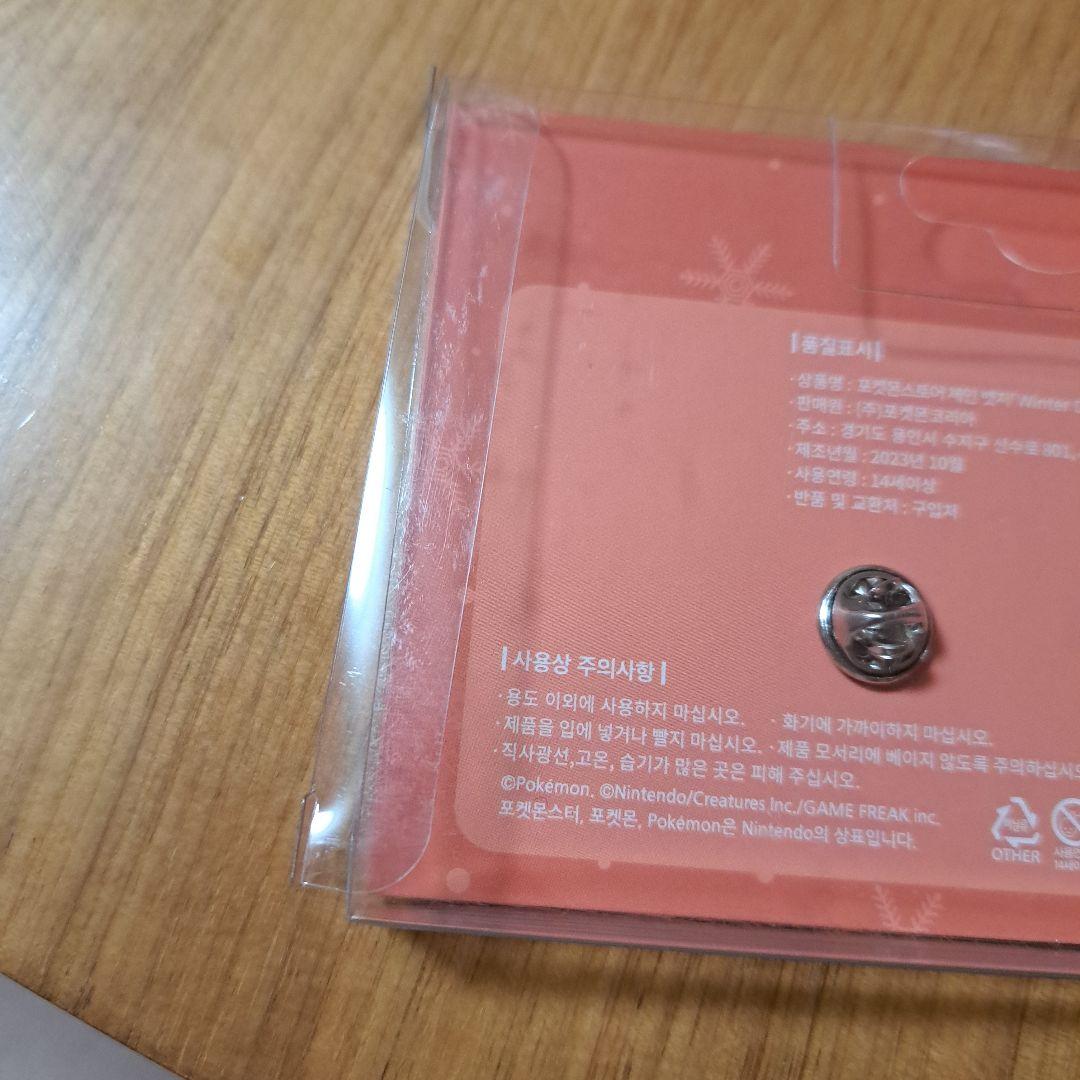 |품질표시|
· 상품명 : 포켓몬스토어 체인 뱃지 Winter
· 판매원 : (주)포켓몬코리아
· 주소 : 경기도 용인시 수지구 신수로 801,
· 제조년월 : 2023년 10월
· 사용연령 : 14세이상
· 반품 및 교환처 : 구입처
|사용상 주의사항|
· 용도 이외에 사용하지 마십시오. · 화기에 가까이하지 마십시오.
· 제품을 입에 넣거나 빨지 마십시오. · 제품 모서리에 베이지 않도록 주의하십시오
· 직사광선,고온, 습기가 많은 곳은 피해 주십시오.
©Pokémon. ©Nintendo/Creatures Inc./GAME FREAK inc.
포켓몬스터, 포켓몬, Pokémon은 Nintendo의 상표입니다.
OTHER